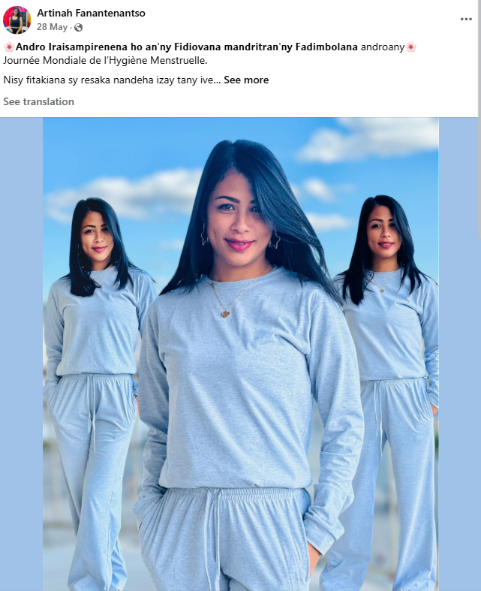 Artinah Fanantenantso
28 May ·
🌸Andro Iraisampirenena ho an'ny Fidiovana mandritran'ny Fadimbolana androany🌸
Journée Mondiale de l'Hygiène Menstruelle.
Nisy fitakiana sy resaka nandeha izay tany ive... See more
See translation